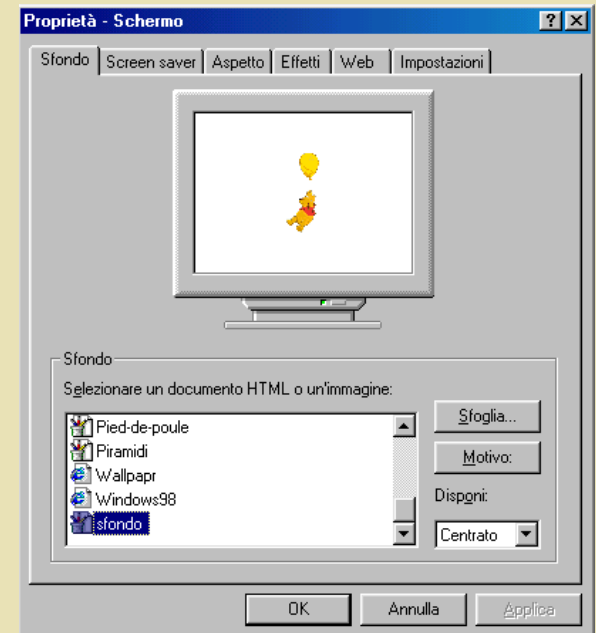 Proprietà - Schermo
Sfondo Screen saver Aspetto Effetti Web Impostazioni
Sfondo
Selezionare un documento HTML o un'immagine:
Pied-de-poule
Piramidi
Wallpapr
Windows98
sfondo
Sfoglia...
Motivo:
Disponi:
Centrato
OK Annulla Applica